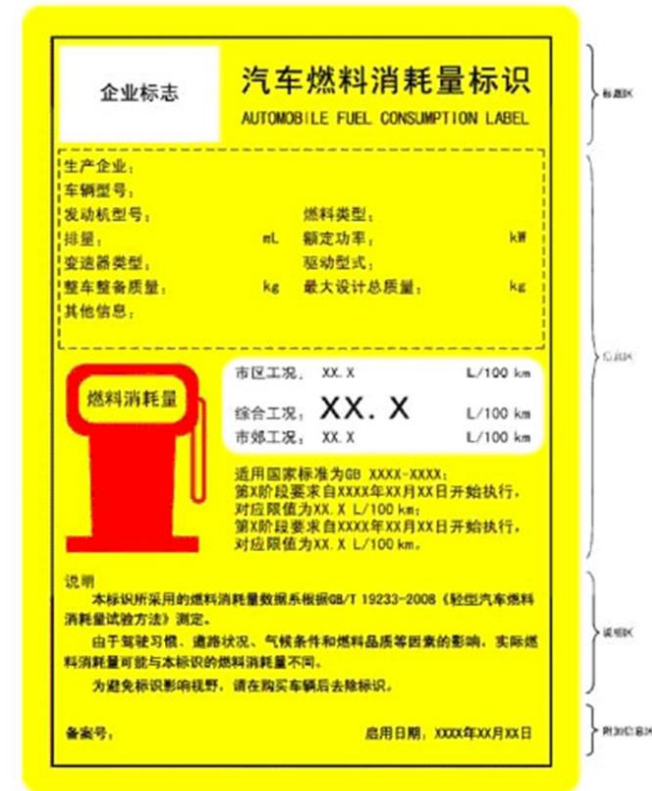 企业标志
汽车燃料消耗量标识
AUTOMOBILE FUEL CONSUMPTION LABEL
标题区
生产企业:
车辆型号:
发动机型号: 燃料类型:
排量: mL 额定功率: kW
变速器类型: 驱动型式:
整车整备质量: kg 最大设计总质量: kg
其他信息:
信息区
燃料消耗量
市区工况: XX.X L/100 km
综合工况: XX.X L/100 km
市郊工况: XX.X L/100 km
适用国家标准为GB XXXX-XXXX;
第X阶段要求自XXXX年XX月XX日开始执行,
对应限值为XX.X L/100 km;
第X阶段要求自XXXX年XX月XX日开始执行,
对应限值为XX.X L/100 km。
说明
本标识所采用的燃料消耗量数据系根据GB/T 19233-2008《轻型汽车燃料
消耗量试验方法》测定。
由于驾驶习惯、道路状况、气候条件和燃料品质等因素的影响,实际燃
料消耗量可能与本标识的燃料消耗量不同。
为避免标识影响视野,请在购买车辆后去除标识。
说明区
备案号: 启用日期: XXXX年XX月XX日
附加信息区